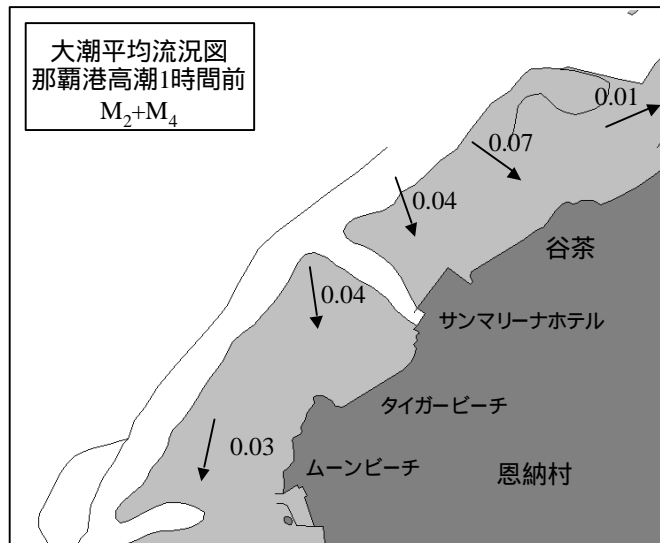 大潮平均流況図
那覇港高潮1時間前
M₂+M₄
0.01
0.07
0.04
谷茶
0.04
サンマリーナホテル
タイガービーチ
0.03
ムーンビーチ
恩納村